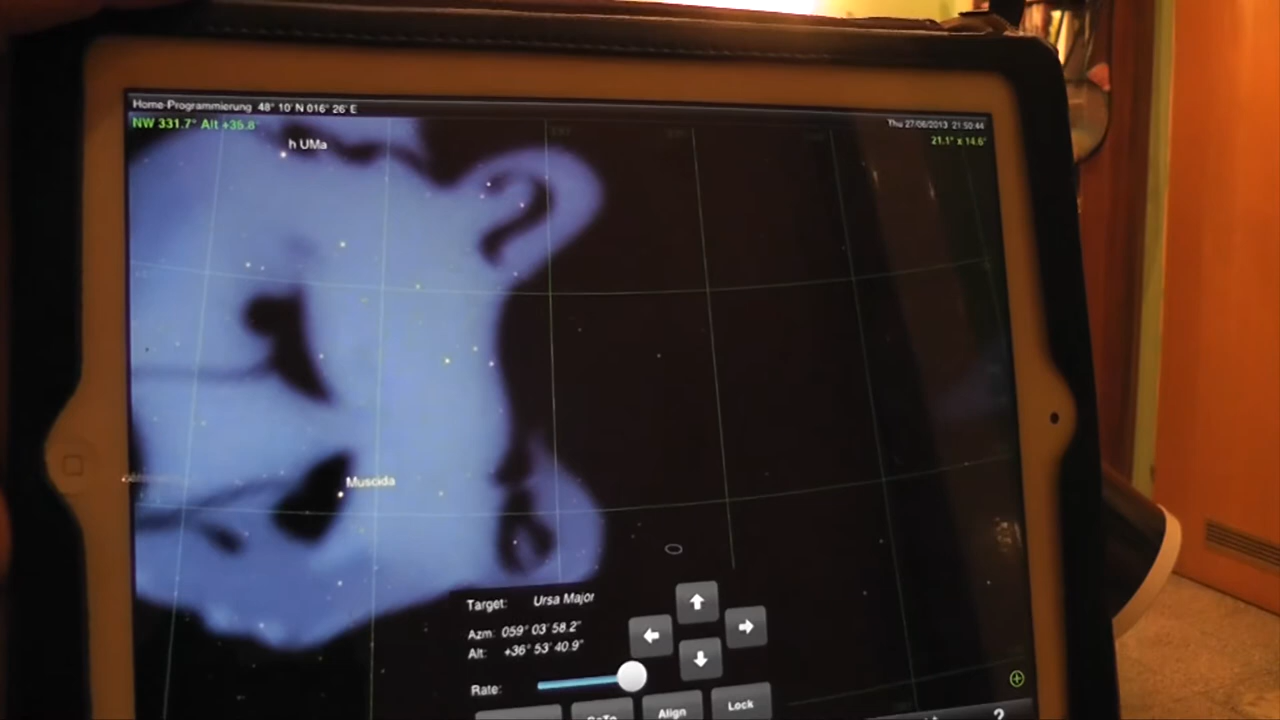 Home-Programmierung 48° 10' N 016° 26' E
NW 331.7° Alt +36.8°
Thu 27/06/2013 21:50:44
21.1° x 14.6°
h UMa
Muscida
Target: Ursa Major
Azm: 059° 03' 58.2"
Alt: +36° 53' 40.9"
Rate:
GoTo
Align
Lock
?